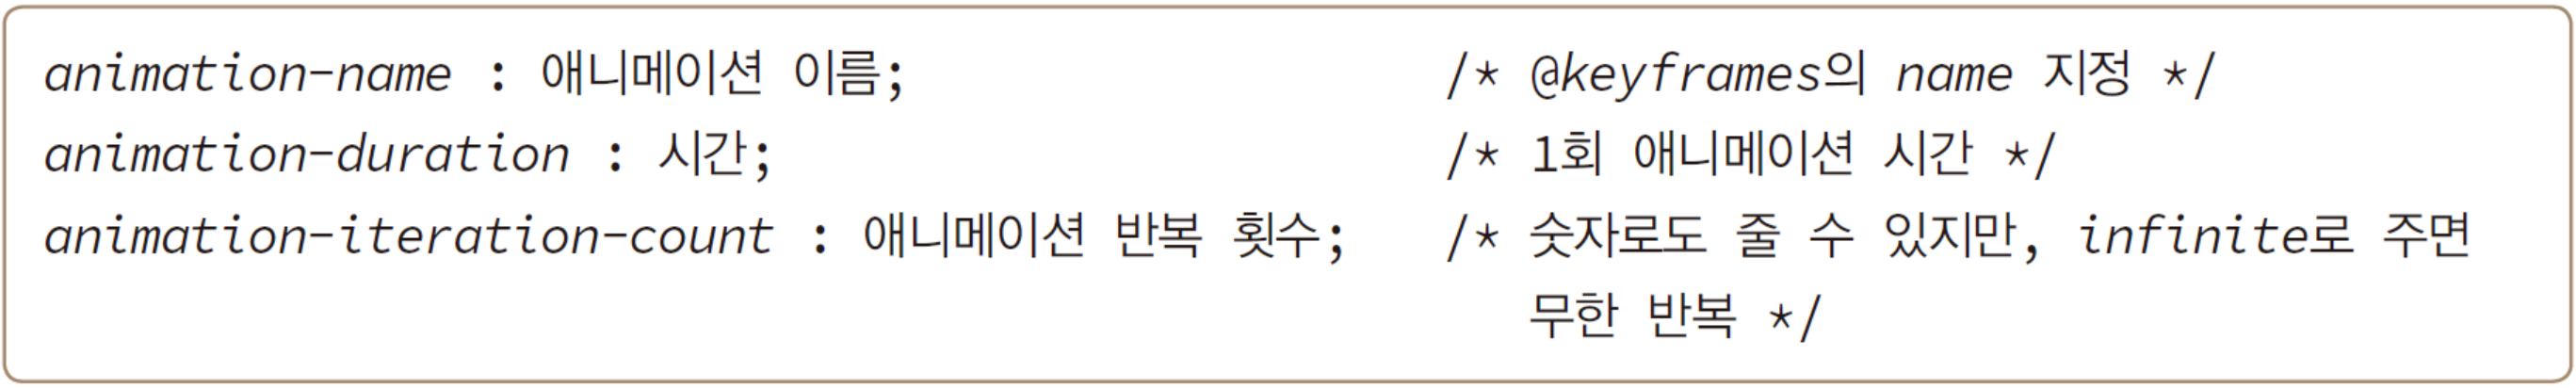 animation-name : 애니메이션 이름; /* @keyframes의 name 지정 */
animation-duration : 시간; /* 1회 애니메이션 시간 */
animation-iteration-count : 애니메이션 반복 횟수; /* 숫자로도 줄 수 있지만, infinite로 주면
무한 반복 */